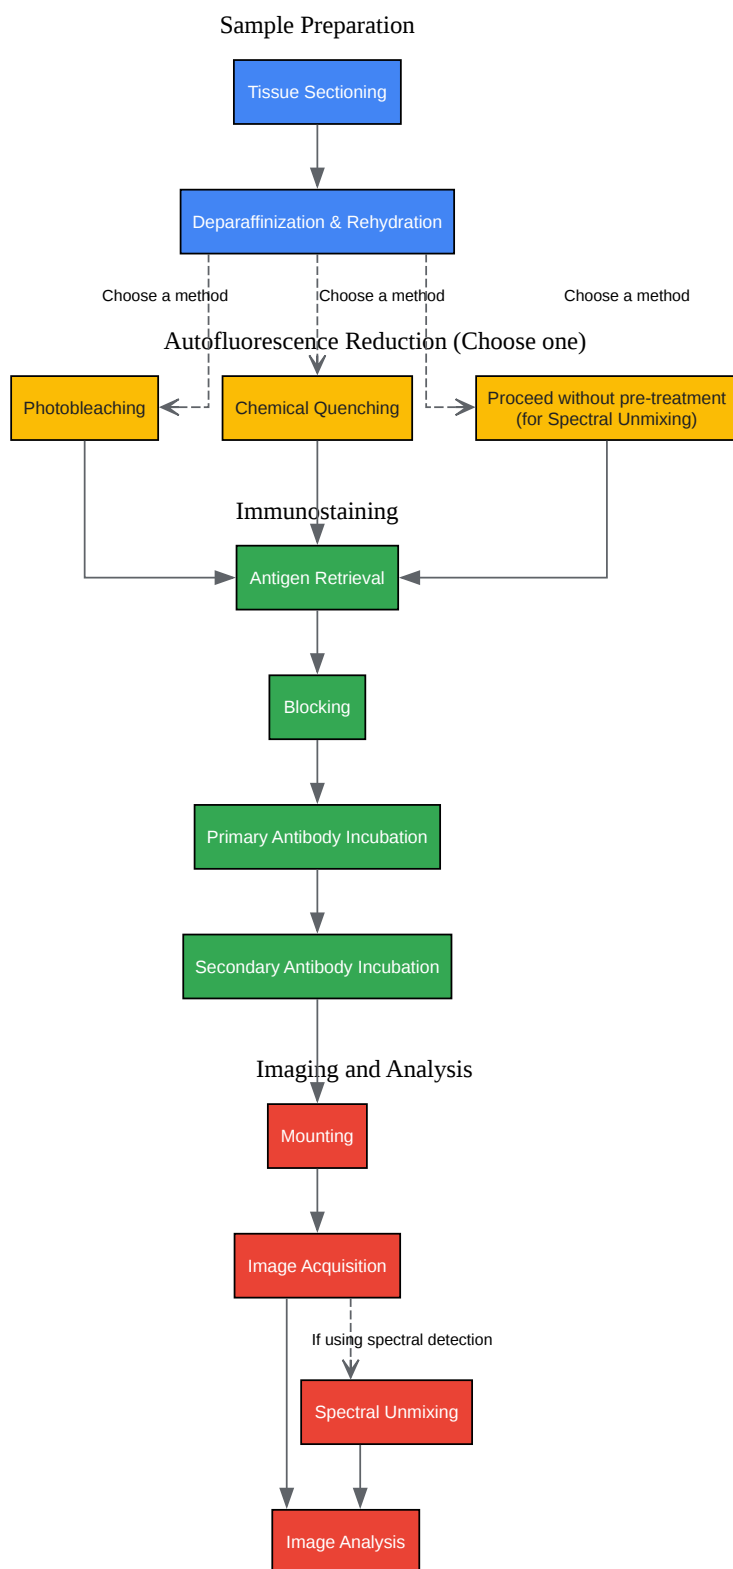 Sample Preparation
Tissue Sectioning
Deparaffinization & Rehydration
Choose a method
Choose a method
Choose a method
Autofluorescence Reduction (Choose one)
Photobleaching
Chemical Quenching
Proceed without pre-treatment
(for Spectral Unmixing)
Immunostaining
Antigen Retrieval
Blocking
Primary Antibody Incubation
Secondary Antibody Incubation
Imaging and Analysis
Mounting
Image Acquisition
If using spectral detection
Spectral Unmixing
Image Analysis